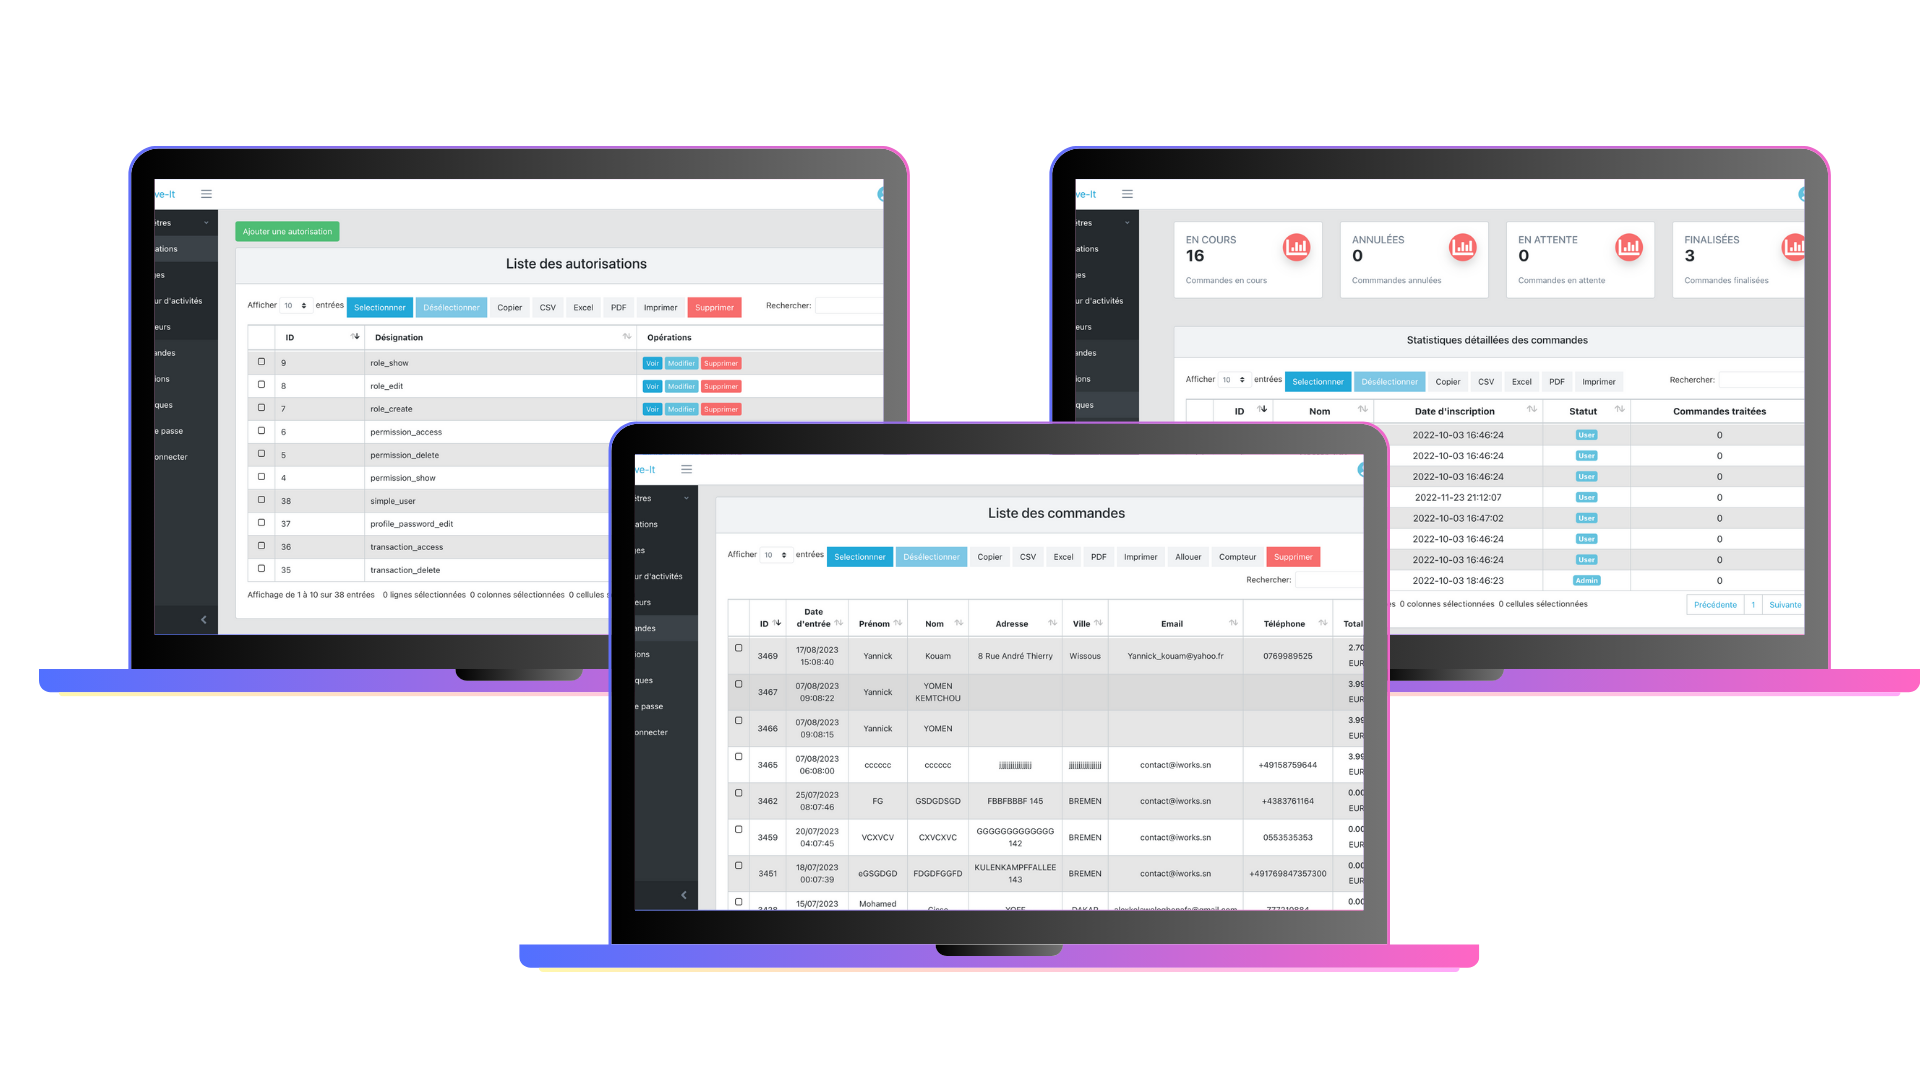 ve-It
Ajouter une autorisation
Liste des autorisations
Afficher 10 entrées Selectionnner Désélectionner Copier CSV Excel PDF Imprimer Supprimer Rechercher:
ID Désignation Opérations
9 role_show Voir Modifier Supprimer
8 role_edit Voir Modifier Supprimer
7 role_create Voir Modifier Supprimer
6 permission_access
5 permission_delete
4 permission_show
38 simple_user
37 profile_password_edit
36 transaction_access
35 transaction_delete
Affichage de 1 à 10 sur 38 entrées 0 lignes sélectionnées 0 colonnes sélectionnées 0 cellules s
ètres
ations
es
ur d'activités
eurs
andes
ions
ques
e passe
onnecter
ve-It
ètres
ations
es
ur d'activités
eurs
andes
ions
ques
EN COURS
16
Commandes en cours
ANNULÉES
0
Commmandes annulées
EN ATTENTE
0
Commandes en attente
FINALISÉES
3
Commandes finalisées
Statistiques détaillées des commandes
Afficher 10 entrées Selectionnner Désélectionner Copier CSV Excel PDF Imprimer Rechercher:
ID Nom Date d'inscription Statut Commandes traitées
2022-10-03 16:46:24 User 0
2022-10-03 16:46:24 User 0
2022-10-03 16:46:24 User 0
2022-11-23 21:12:07 User 0
2022-10-03 16:47:02 User 0
2022-10-03 16:46:24 User 0
2022-10-03 16:46:24 User 0
2022-10-03 18:46:23 Admin 0
es 0 colonnes sélectionnées 0 cellules sélectionnées
Précédente 1 Suivante
ve-It
ètres
ations
es
ur d'activités
eurs
andes
ions
ques
e passe
onnecter
Liste des commandes
Afficher 10 entrées Selectionnner Désélectionner Copier CSV Excel PDF Imprimer Allouer Compteur Supprimer
Rechercher:
ID Date d'entrée Prénom Nom Adresse Ville Email Téléphone Total
3469 17/08/2023 15:08:40 Yannick Kouam 8 Rue André Thierry Wissous Yannick_kouam@yahoo.fr 0769989525 2.70 EUR
3467 07/08/2023 09:08:22 Yannick YOMEN KEMTCHOU 3.99 EUR
3466 07/08/2023 09:08:15 Yannick YOMEN 3.99 EUR
3465 07/08/2023 06:08:00 cccccc cccccc contact@iworks.sn +49158759644 3.99 EUR
3462 25/07/2023 08:07:46 FG GSDGDSGD FBBFBBBF 145 BREMEN contact@iworks.sn +4383761164 0.00 EUR
3459 20/07/2023 04:07:45 VCXVCV CXVCXVC GGGGGGGGGGGGG 142 BREMEN contact@iworks.sn 0553535353 0.00 EUR
3451 18/07/2023 00:07:39 eGSGDGD FDGDFGGFD KULENKAMPFFALLEE 143 BREMEN contact@iworks.sn +491769847357300 0.00 EUR
15/07/2023 Mohamed 0.00